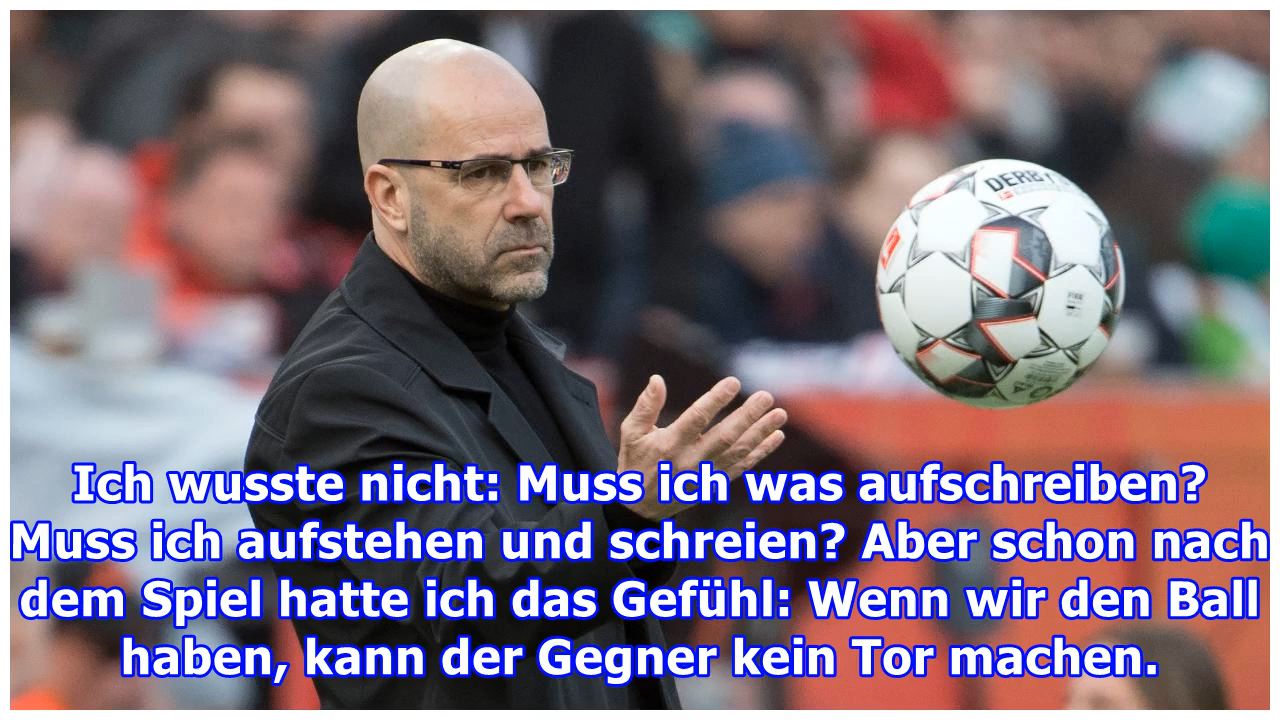 DERBY
FIFA
Ich wusste nicht: Muss ich was aufschreiben?
Muss ich aufstehen und schreien? Aber schon nach
dem Spiel hatte ich das Gefühl: Wenn wir den Ball
haben, kann der Gegner kein Tor machen.